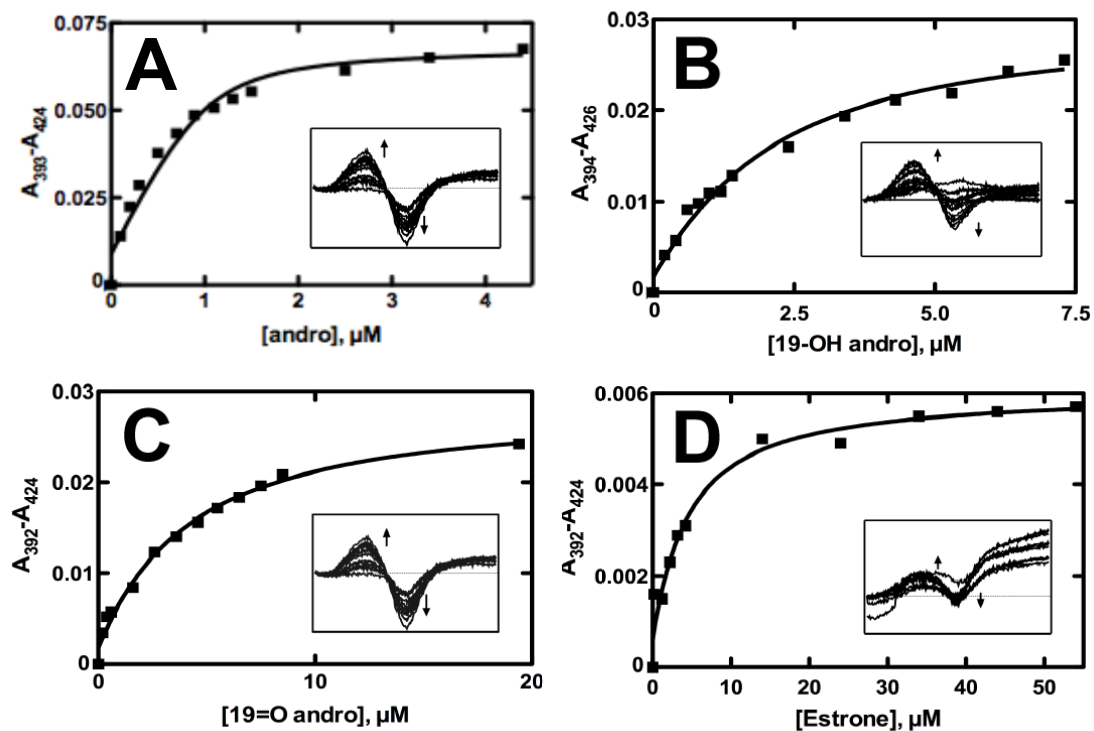 A
0.075
0.050
0.025
0
A393-A424
0 1 2 3 4
[andro], µM
B
0.03
0.02
0.01
0
A394-A426
0 2.5 5.0 7.5
[19-OH andro], µM
C
0.03
0.02
0.01
0
A392-A424
0 10 20
[19=O andro], µM
D
0.006
0.004
0.002
0
A392-A424
0 10 20 30 40 50
[Estrone], µM